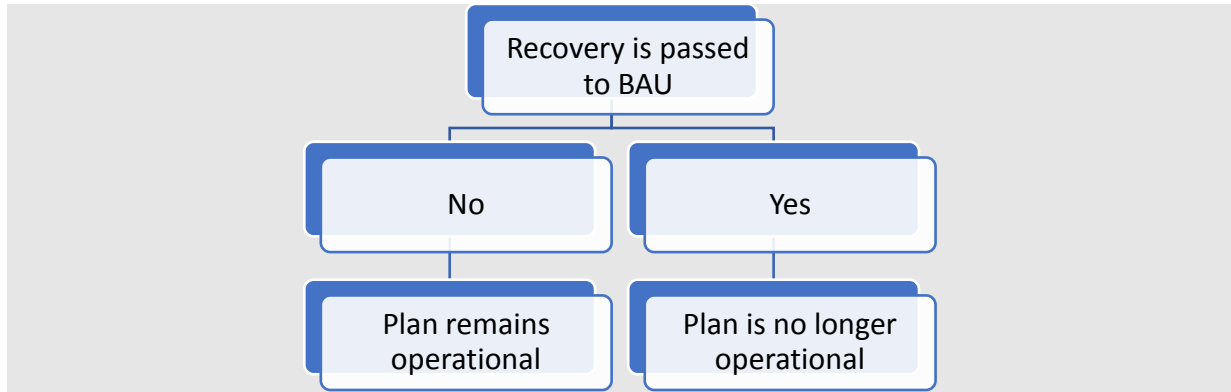 Recovery is passed
to BAU
No
Yes
Plan remains
operational
Plan is no longer
operational